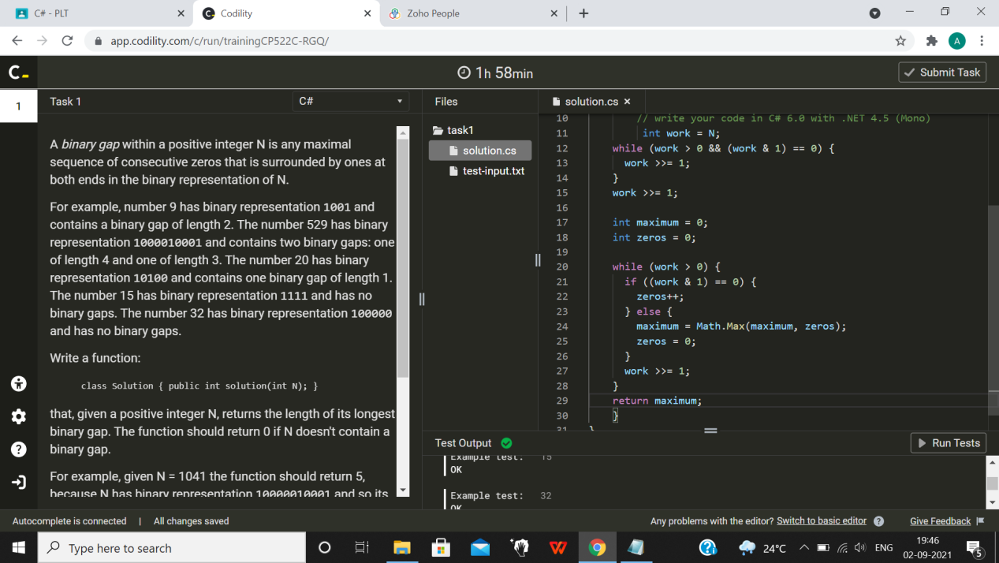 C# - PLT
Codility
Zoho People
app.codility.com/c/run/trainingCP522C-RGQ/
A
1h 58min
Submit Task
1
Task 1
C#
Files
solution.cs
A binary gap within a positive integer N is any maximal
sequence of consecutive zeros that is surrounded by ones at
both ends in the binary representation of N.
For example, number 9 has binary representation 1001 and
contains a binary gap of length 2. The number 529 has binary
representation 1000010001 and contains two binary gaps: one
of length 4 and one of length 3. The number 20 has binary
representation 10100 and contains one binary gap of length 1.
The number 15 has binary representation 1111 and has no
binary gaps. The number 32 has binary representation 100000
and has no binary gaps.
Write a function:
class Solution { public int solution(int N); }
that, given a positive integer N, returns the length of its longest
binary gap. The function should return 0 if N doesn't contain a
binary gap.
For example, given N = 1041 the function should return 5,
because N has binary representation 10000010001 and so its
task1
solution.cs
test-input.txt
10 // write your code in C# 6.0 with .NET 4.5 (Mono)
11 int work = N;
12 while (work > 0 && (work & 1) == 0) {
13 work >>= 1;
14 }
15 work >>= 1;
16
17 int maximum = 0;
18 int zeros = 0;
19
20 while (work > 0) {
21 if ((work & 1) == 0) {
22 zeros++;
23 } else {
24 maximum = Math.Max(maximum, zeros);
25 zeros = 0;
26 }
27 work >>= 1;
28 }
29 return maximum;
30 }
31 }
Test Output
Run Tests
Example test: 15
OK
Example test: 32
OK
Autocomplete is connected | All changes saved
Any problems with the editor? Switch to basic editor ?
Give Feedback
Type here to search
24°C
ENG
19:46
02-09-2021
5